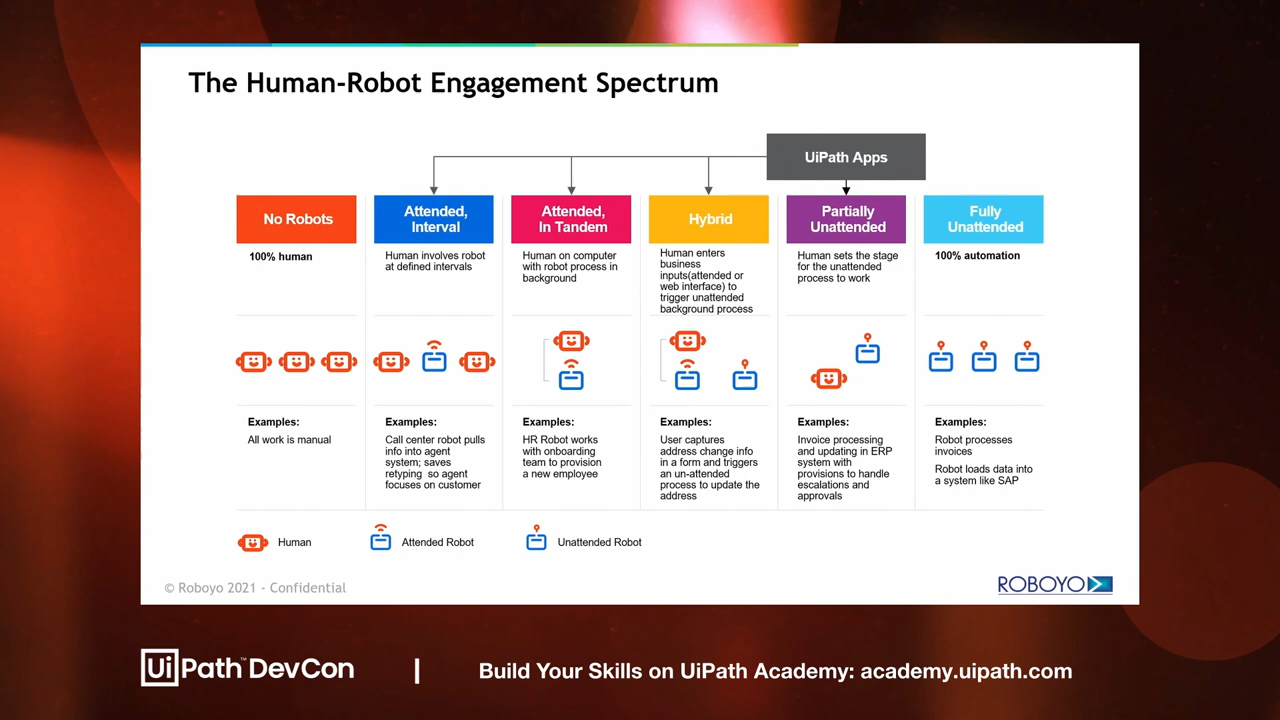 The Human-Robot Engagement Spectrum
UiPath Apps
No Robots
100% human
Examples:
All work is manual
Attended,
Interval
Human involves robot
at defined intervals
Examples:
Call center robot pulls
info into agent
system; saves
retyping so agent
focuses on customer
Attended,
In Tandem
Human on computer
with robot process in
background
Examples:
HR Robot works
with onboarding
team to provision
a new employee
Hybrid
Human enters
business
inputs(attended or
web interface) to
trigger unattended
background process
Examples:
User captures
address change info
in a form and triggers
an un-attended
process to update the
address
Partially
Unattended
Human sets the stage
for the unattended
process to work
Examples:
Invoice processing
and updating in ERP
system with
provisions to handle
escalations and
approvals
Fully
Unattended
100% automation
Examples:
Robot processes
invoices
Robot loads data into
a system like SAP
Human
Attended Robot
Unattended Robot
© Roboyo 2021 - Confidential
ROBOYO
UiPath™ DevCon
| Build Your Skills on UiPath Academy: academy.uipath.com